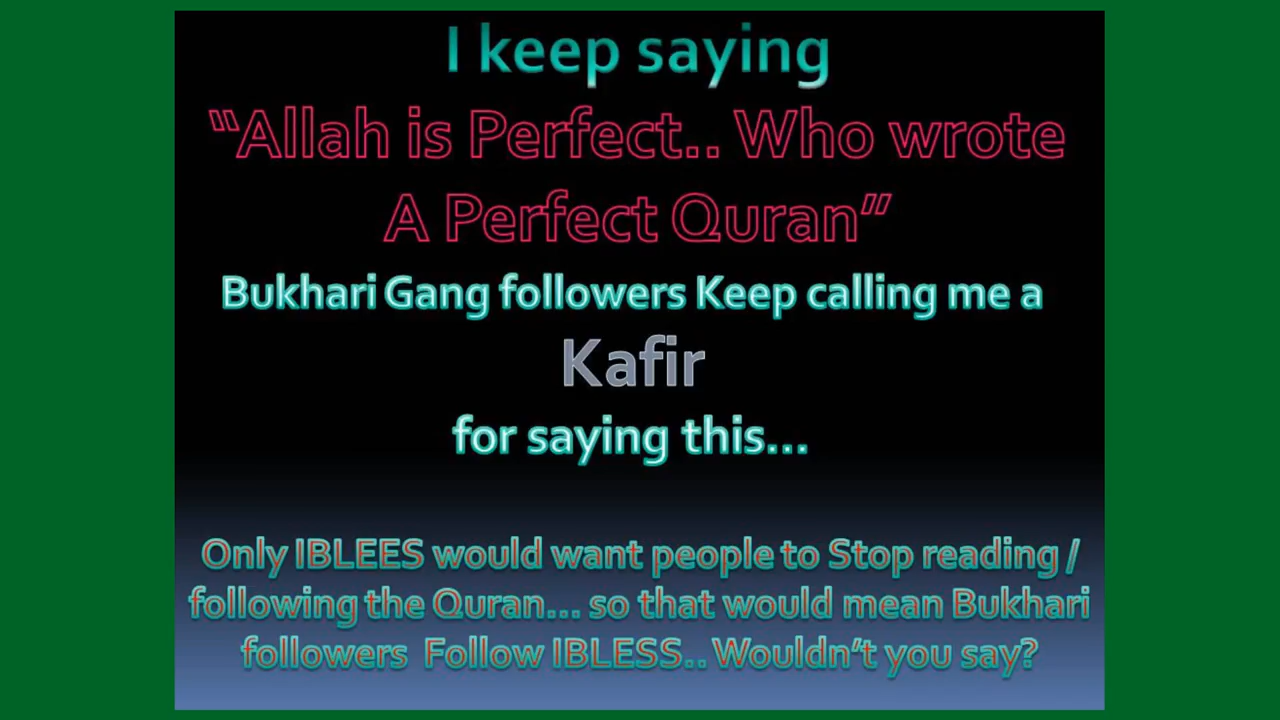 I keep saying
"Allah is Perfect.. Who wrote
A Perfect Quran"
Bukhari Gang followers Keep calling me a
Kafir
for saying this...
Only IBLEES would want people to Stop reading /
following the Quran... so that would mean Bukhari
followers Follow IBLESS.. Wouldn't you say?